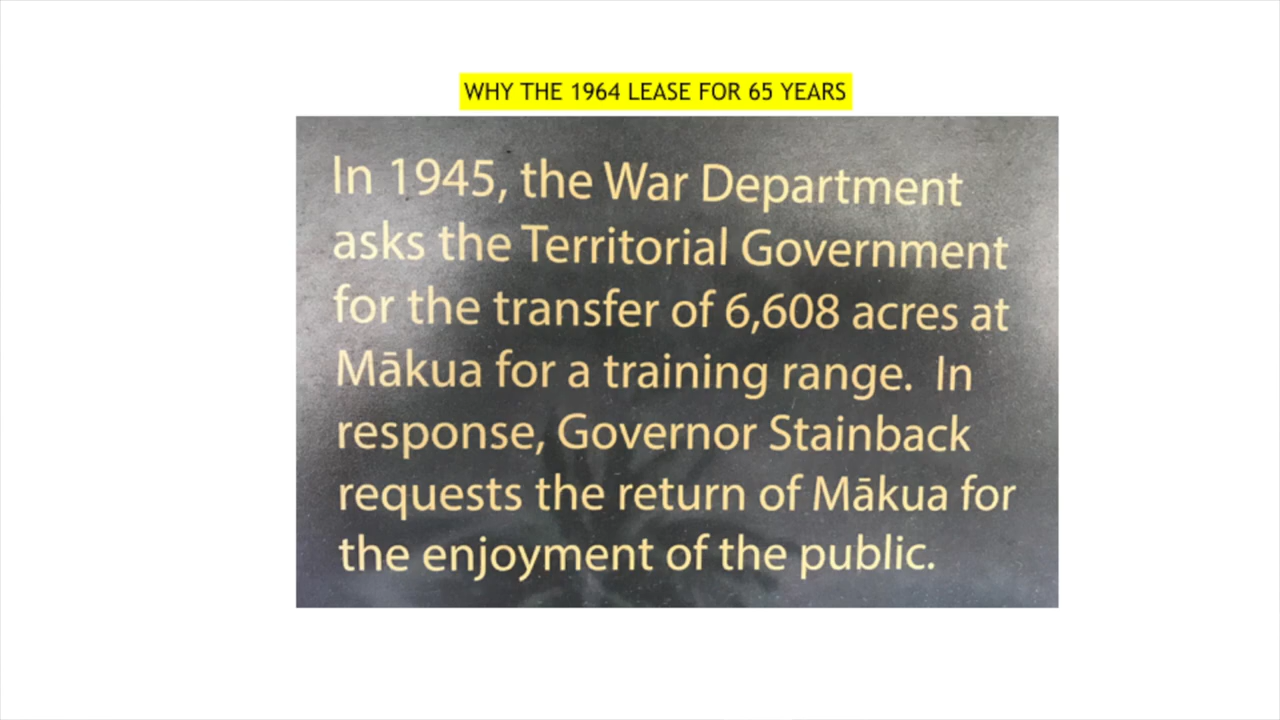 WHY THE 1964 LEASE FOR 65 YEARS
In 1945, the War Department
asks the Territorial Government
for the transfer of 6,608 acres at
Mākua for a training range. In
response, Governor Stainback
requests the return of Mākua for
the enjoyment of the public.